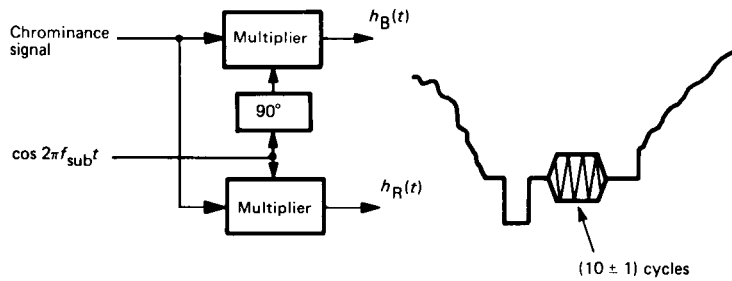 Chrominance
signal
Multiplier
h_B(t)
90°
cos 2πf_sub t
Multiplier
h_R(t)
(10 ± 1) cycles